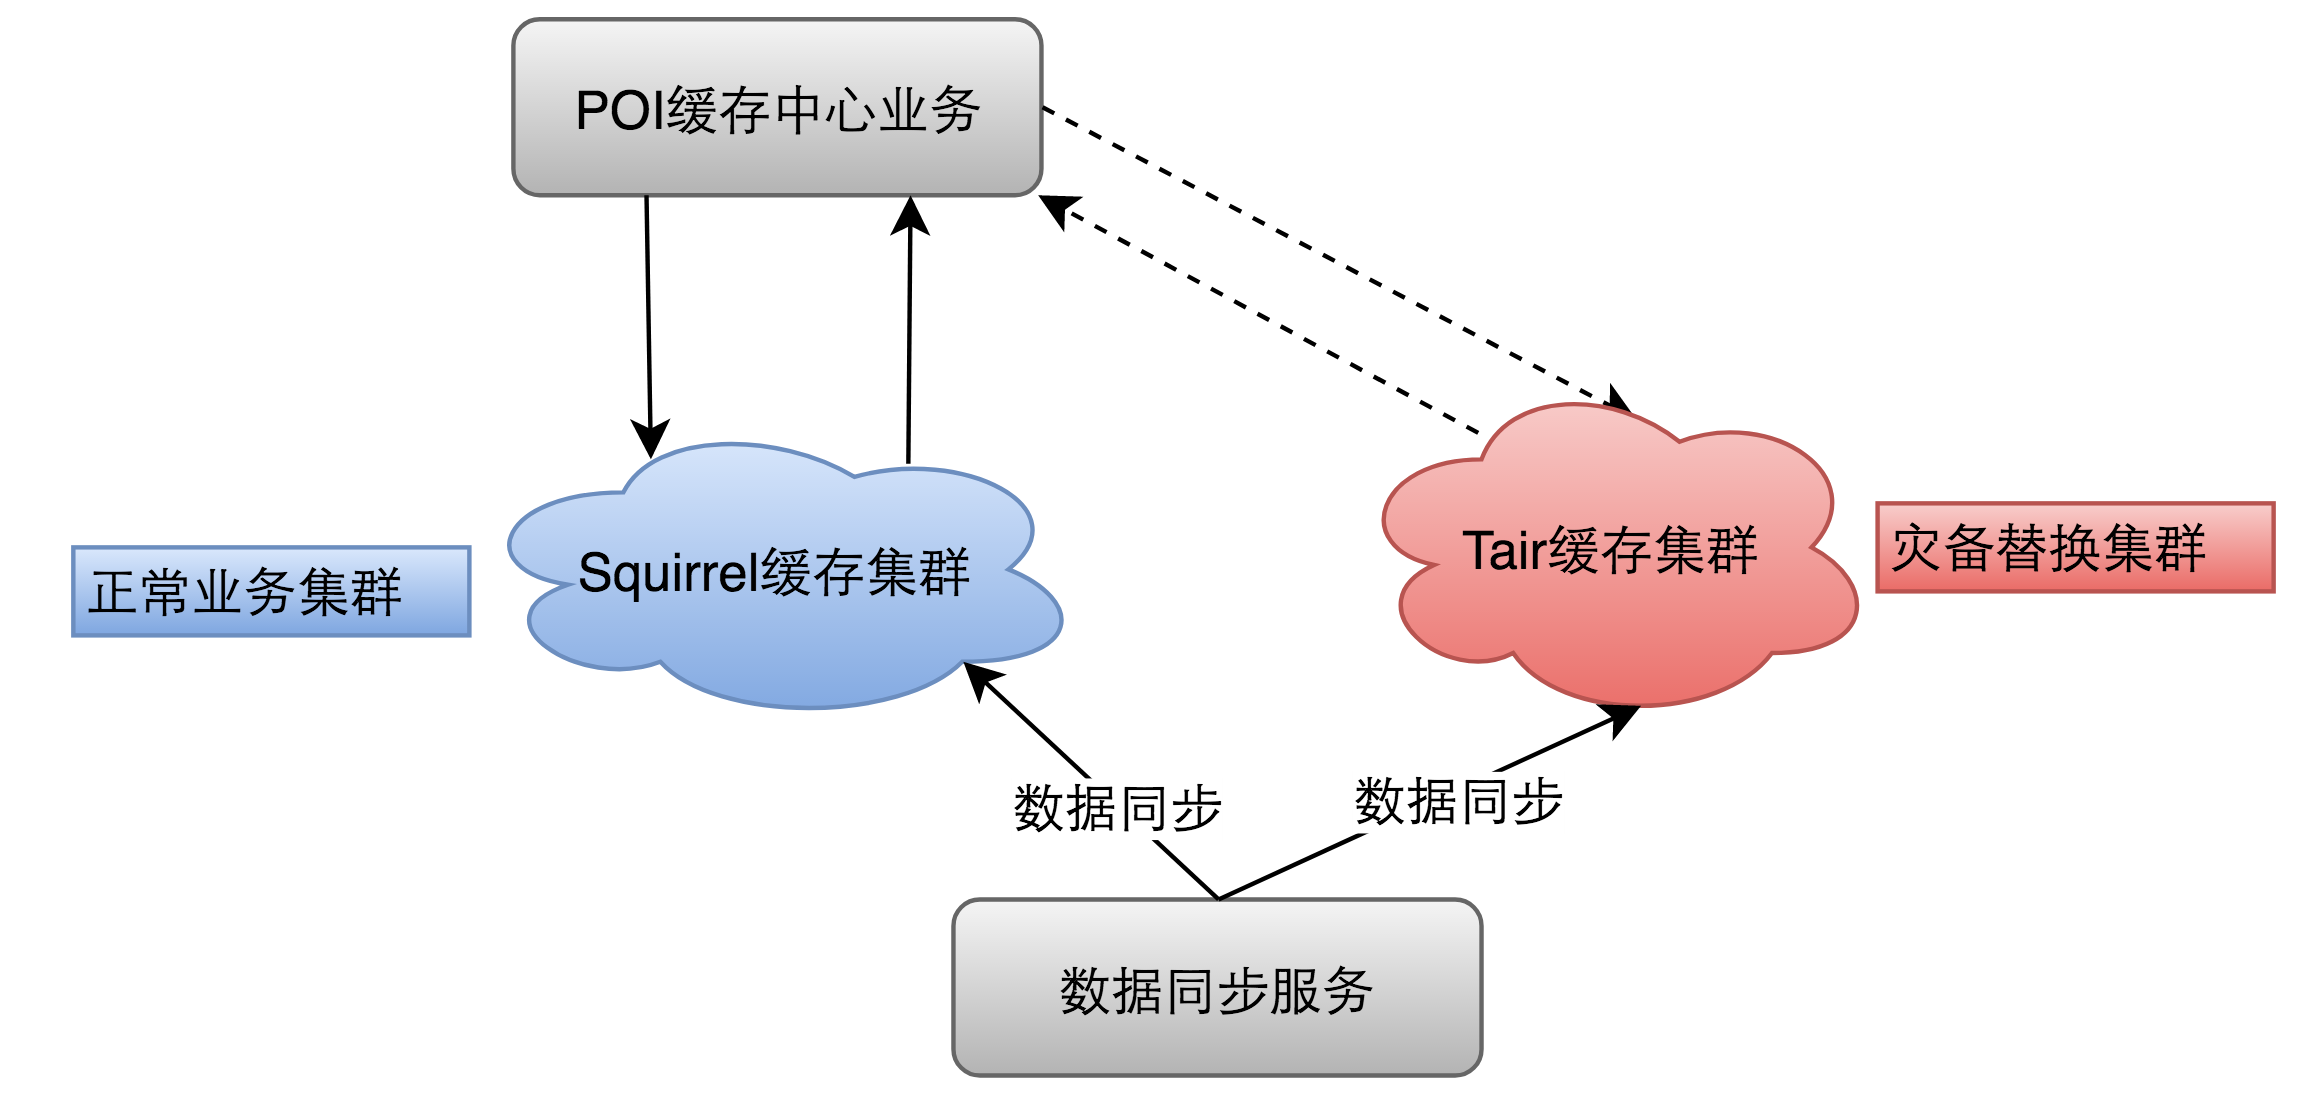 POI缓存中心业务
正常业务集群
Squirrel缓存集群
Tair缓存集群
灾备替换集群
数据同步
数据同步
数据同步服务